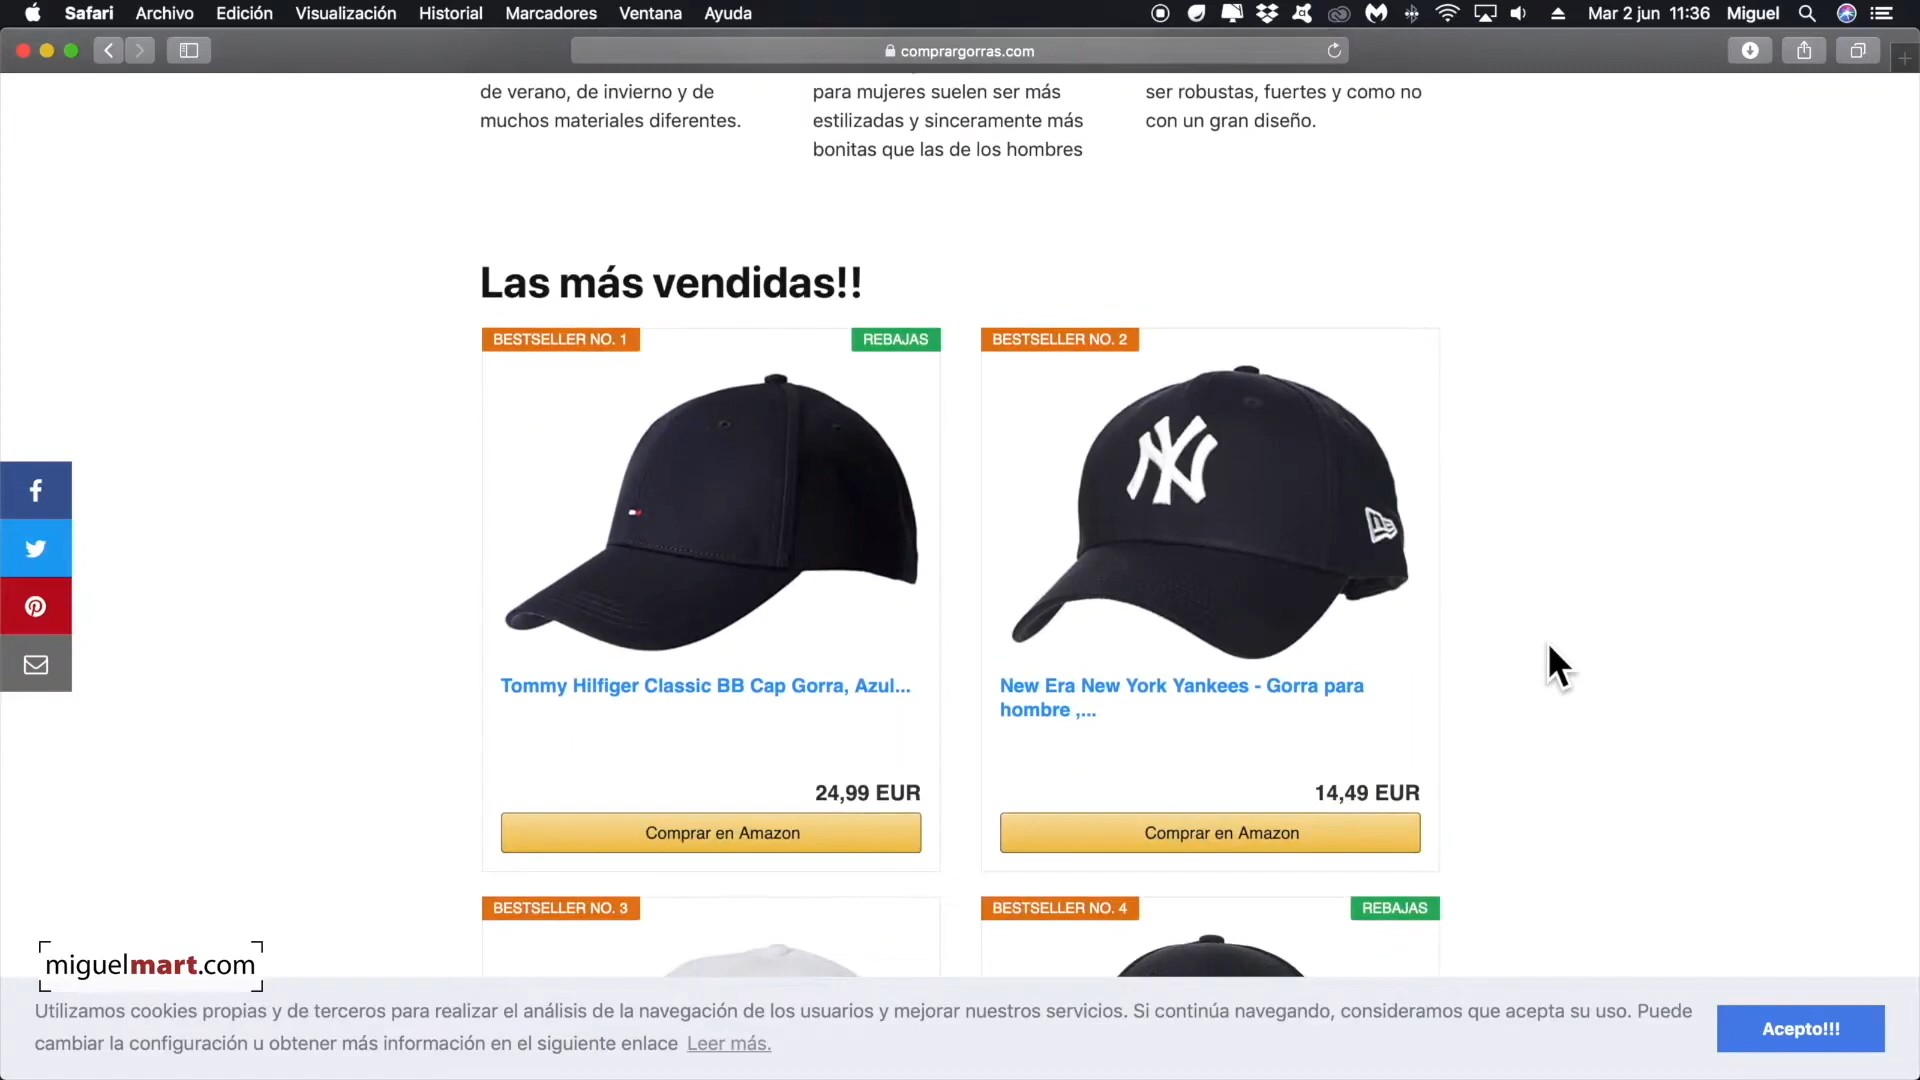 Safari Archivo Edición Visualización Historial Marcadores Ventana Ayuda Mar 2 jun 11:36 Miguel
comprargorras.com
de verano, de invierno y de
muchos materiales diferentes.
para mujeres suelen ser más
estilizadas y sinceramente más
bonitas que las de los hombres
ser robustas, fuertes y como no
con un gran diseño.
Las más vendidas!!
BESTSELLER NO. 1 REBAJAS
Tommy Hilfiger Classic BB Cap Gorra, Azul...
24,99 EUR
Comprar en Amazon
BESTSELLER NO. 2
NY
New Era New York Yankees - Gorra para
hombre ,...
14,49 EUR
Comprar en Amazon
BESTSELLER NO. 3
BESTSELLER NO. 4 REBAJAS
miguelmart.com
Utilizamos cookies propias y de terceros para realizar el análisis de la navegación de los usuarios y mejorar nuestros servicios. Si continúa navegando, consideramos que acepta su uso. Puede
cambiar la configuración u obtener más información en el siguiente enlace Leer más.
Acepto!!!